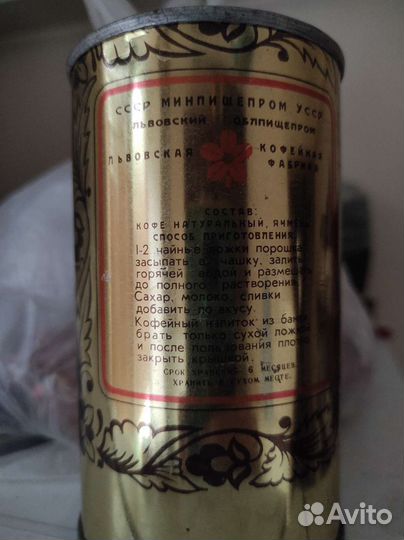 СССР МИНПИЩЕПРОМ УССР
ЛЬВОВСКИЙ ОБЛПИЩЕПРОМ
ЛЬВОВСКАЯ КОФЕЙНАЯ
ФАБРИКА
СОСТАВ:
КОФЕ НАТУРАЛЬНЫЙ,
СПОСОБ ПРИГОТОВЛЕНИЯ:
1-2 чайные ложки порошка
засыпать в чашку, залить
горячей водой и размешать
до полного растворения.
Сахар, молоко, сливки
добавить по вкусу.
Кофейный напиток из банки
брать только сухой ложкой
и после пользования плотно
закрыть крышкой.
СРОК ХРАНЕНИЯ 6 МЕСЯЦЕВ.
ХРАНИТЬ В СУХОМ МЕСТЕ.
Avito